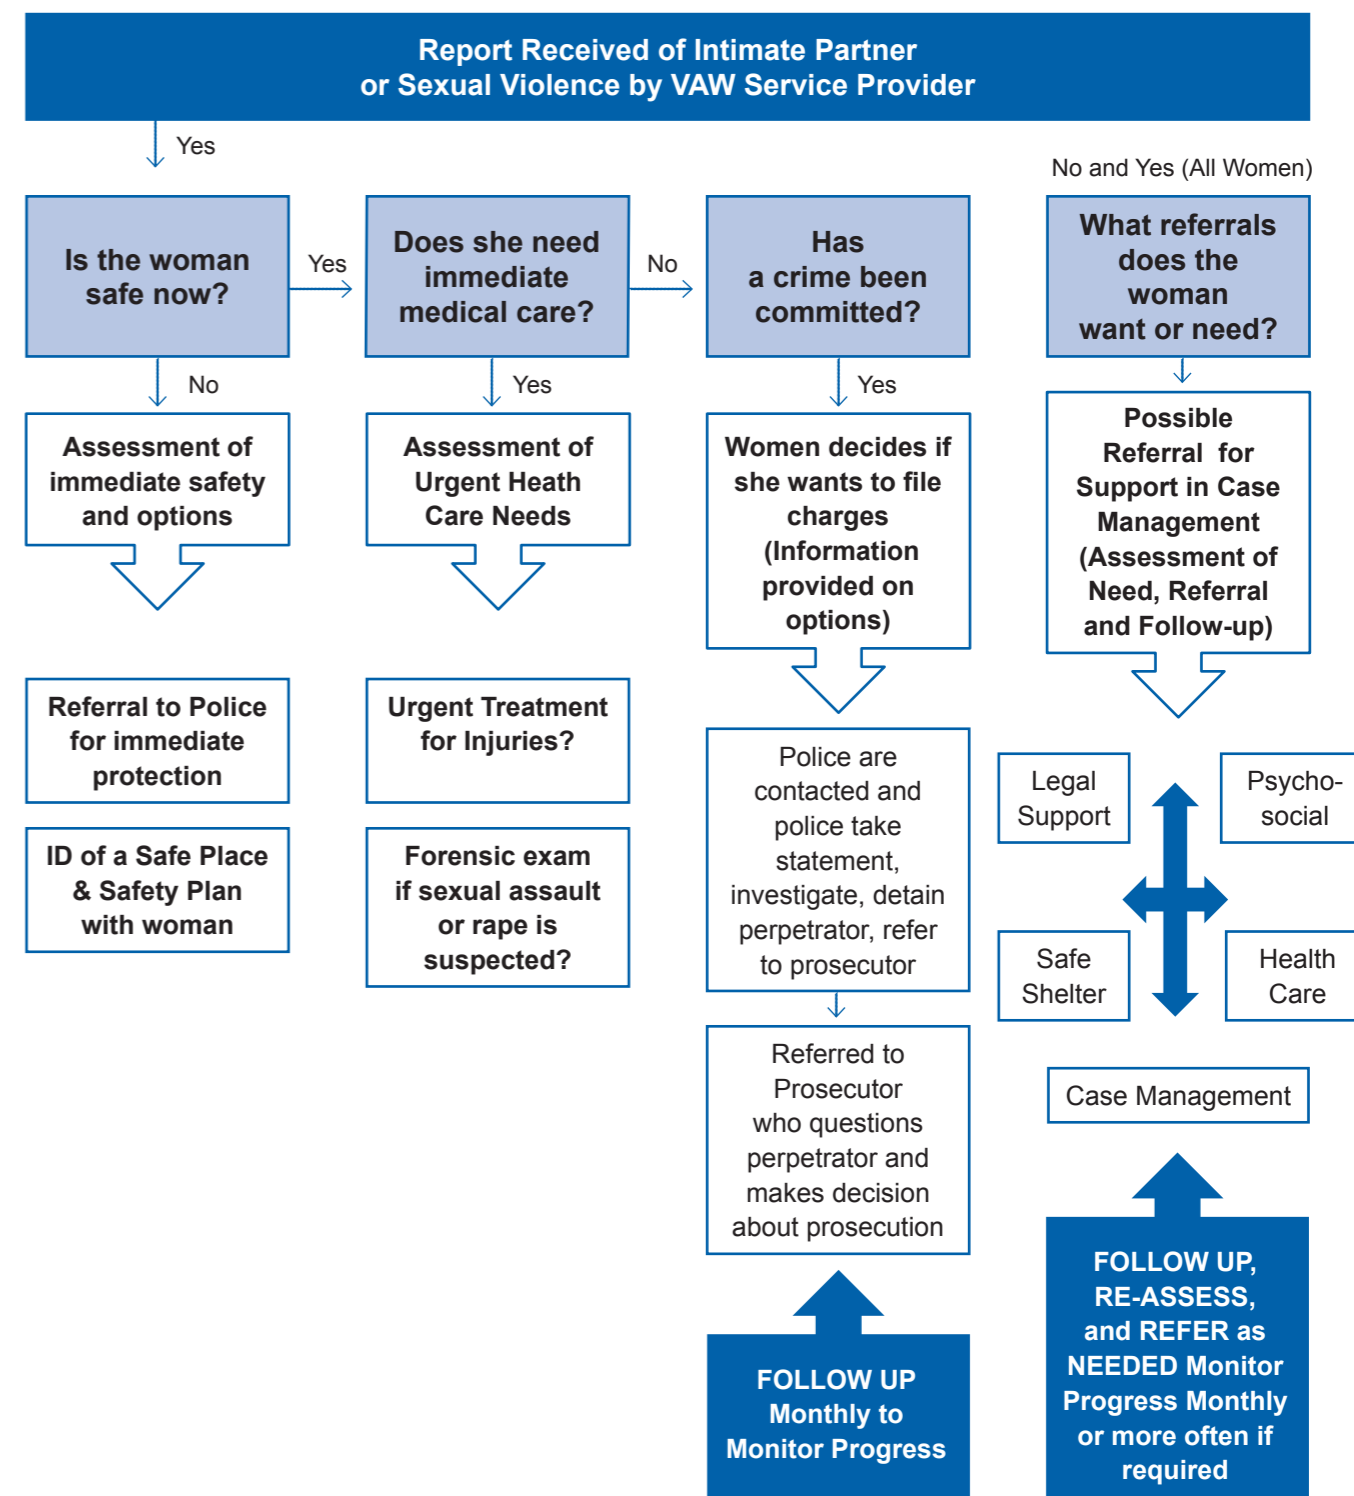 Report Received of Intimate Partner
or Sexual Violence by VAW Service Provider
Yes
No and Yes (All Women)
Is the woman
safe now?
Yes
Does she need
immediate
medical care?
No
Has
a crime been
committed?
What referrals
does the
woman
want or need?
No
Yes
Yes
Assessment of
immediate safety
and options
Assessment of
Urgent Heath
Care Needs
Women decides if
she wants to file
charges
(Information
provided on
options)
Possible
Referral for
Support in Case
Management
(Assessment of
Need, Referral
and Follow-up)
Referral to Police
for immediate
protection
Urgent Treatment
for Injuries?
Police are
contacted and
police take
statement,
investigate, detain
perpetrator, refer
to prosecutor
Legal
Support
Psycho-
social
ID of a Safe Place
& Safety Plan
with woman
Forensic exam
if sexual assault
or rape is
suspected?
Safe
Shelter
Health
Care
Referred to
Prosecutor
who questions
perpetrator and
makes decision
about prosecution
Case Management
FOLLOW UP
Monthly to
Monitor Progress
FOLLOW UP,
RE-ASSESS,
and REFER as
NEEDED Monitor
Progress Monthly
or more often if
required